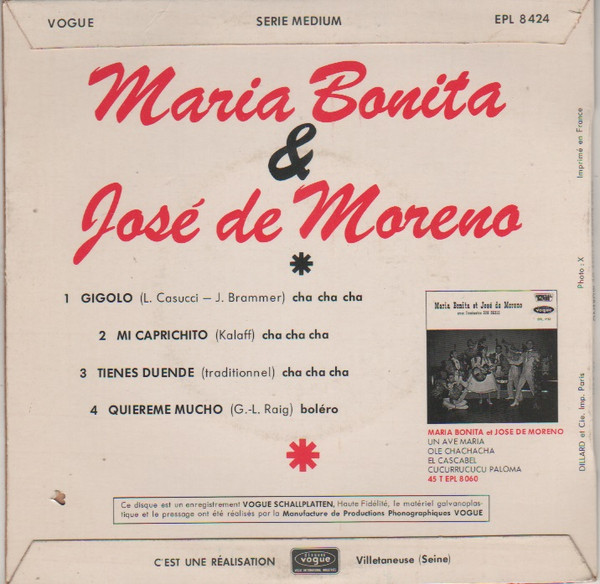 VOGUE SERIE MEDIUM EPL 8424
Maria Bonita
&
José de Moreno
*
1 GIGOLO (L. Casucci – J. Brammer) cha cha cha
2 MI CAPRICHITO (Kalaff) cha cha cha
3 TIENES DUENDE (traditionnel) cha cha cha
4 QUIEREME MUCHO (G.-L. Raig) boléro
*
Maria Bonita et José de Moreno
vogue
MARIA BONITA et JOSE DE MORENO
UN AVE MARIA
OLE CHACHACHA
EL CASCABEL
CUCURRUCUCU PALOMA
45 T EPL 8060
Imprimé en France
Photo : X
DILLARD et Cie. Imp. Paris
Ce disque est un enregistrement VOGUE SCHALLPLATTEN, Haute Fidélité, le matériel galvanoplas-
tique et le pressage ont été réalisés par la Manufacture de Productions Phonographiques VOGUE
C'EST UNE RÉALISATION
vogue
Villetaneuse (Seine)